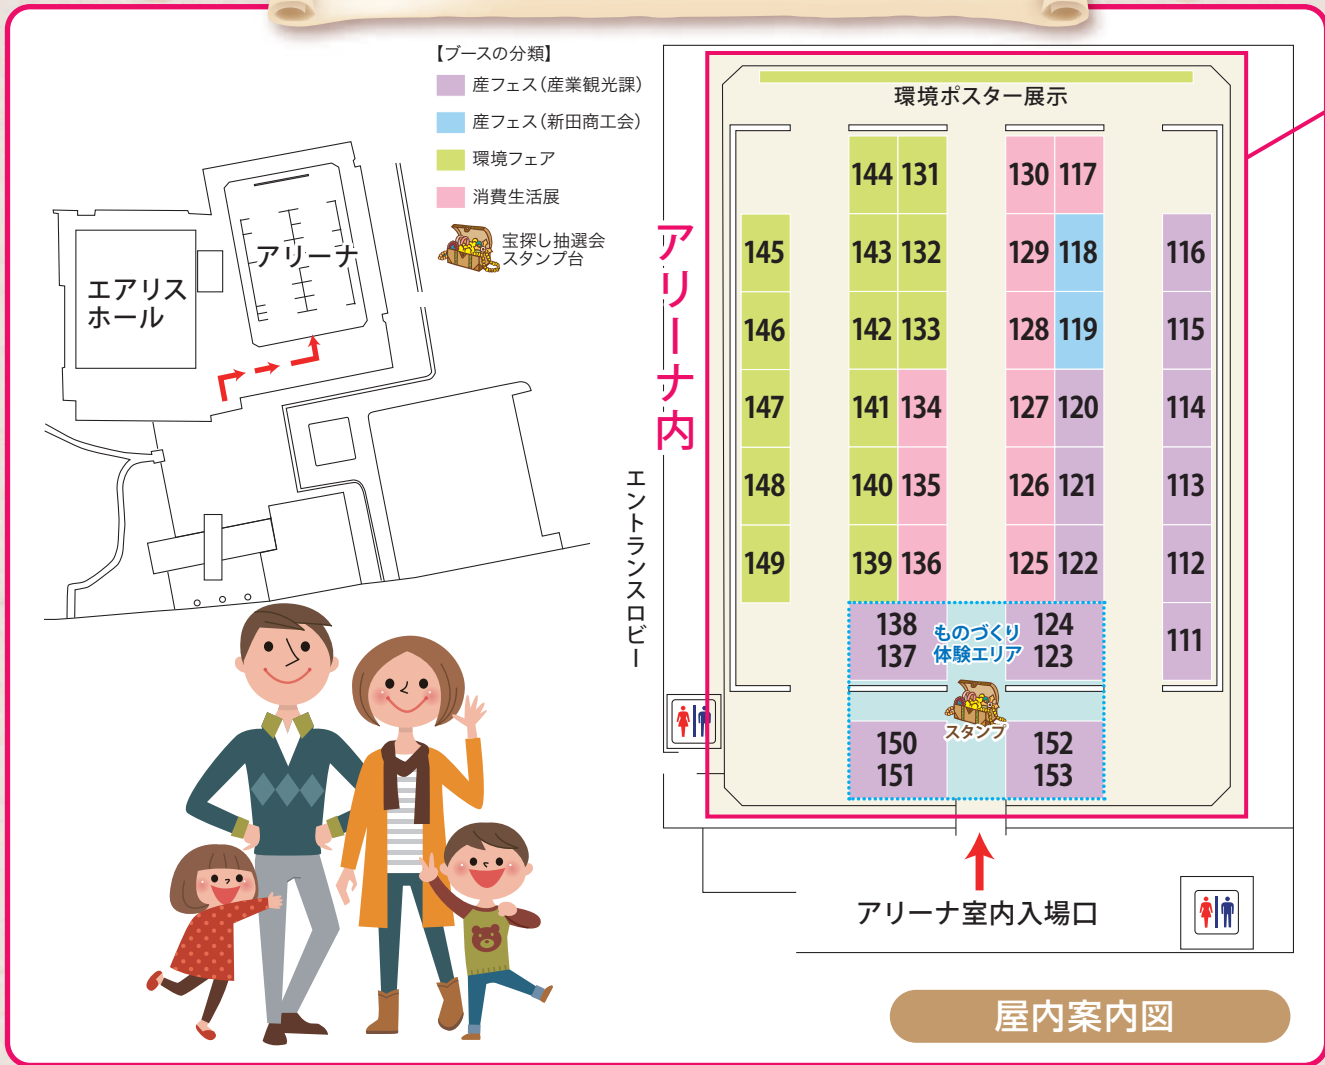 【ブースの分類】
産フェス(産業観光課)
産フェス(新田商工会)
環境フェア
消費生活展
宝探し抽選会
スタンプ台
エアリス
ホール
アリーナ
アリーナ内
エントランスロビー
環境ポスター展示
144 131
130 117
145
143 132
129 118
116
146
142 133
128 119
115
147
141 134
127 120
114
148
140 135
126 121
113
149
139 136
125 122
112
138
137
ものづくり
体験エリア
124
123
111
スタンプ
150
151
152
153
アリーナ室内入場口
屋内案内図